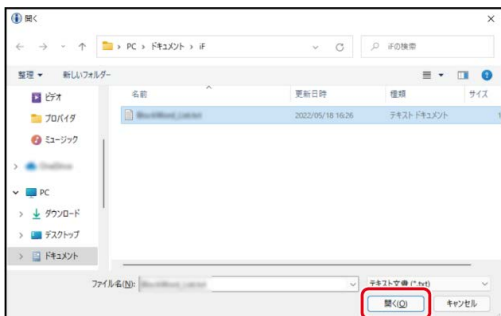 開く
PC › ドキュメント › iF
iFの検索
整理 新しいフォルダー
名前 更新日時 種類 サイズ
ビデオ
プロバイダ
ミュージック
PC
ダウンロード
デスクトップ
ドキュメント
2022/05/18 16:26 テキスト ドキュメント 1
ファイル名(N):
テキスト文書 (*.txt)
開く(O) キャンセル